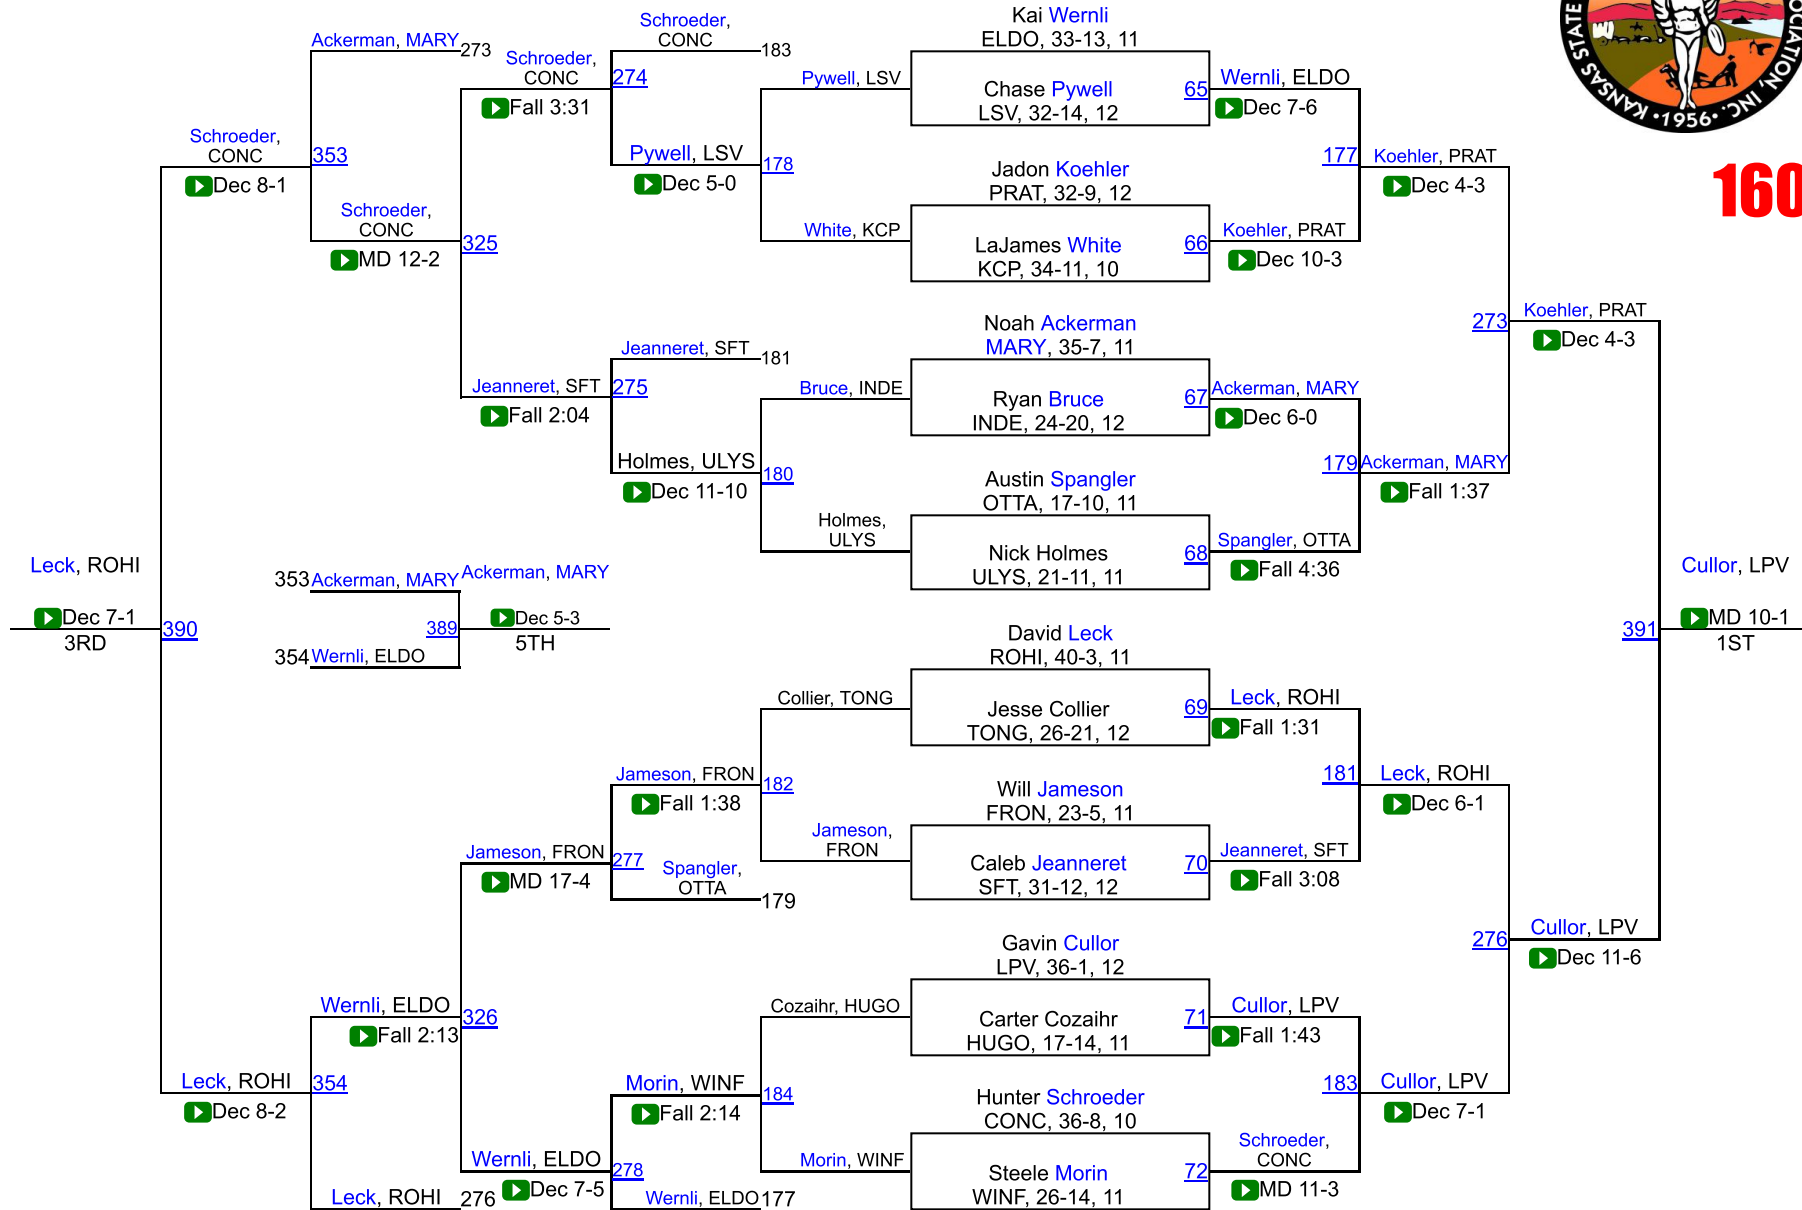 KANSAS STATE
OCIATION, INC.
•1956•
160
Ackerman, MARY
273
Schroeder,
CONC
Fall 3:31
274
Schroeder,
CONC
183
Schroeder,
CONC
Dec 8-1
353
Pywell, LSV
Dec 5-0
178
Schroeder,
CONC
MD 12-2
325
Jeanneret, SFT
181
Jeanneret, SFT
Fall 2:04
275
Holmes, ULYS
Dec 11-10
180
Pywell, LSV
White, KCP
Bruce, INDE
Holmes,
ULYS
Kai Wernli
ELDO, 33-13, 11
Chase Pywell
LSV, 32-14, 12
65
Wernli, ELDO
Dec 7-6
Jadon Koehler
PRAT, 32-9, 12
LaJames White
KCP, 34-11, 10
66
Koehler, PRAT
Dec 10-3
177
Koehler, PRAT
Dec 4-3
Noah Ackerman
MARY, 35-7, 11
Ryan Bruce
INDE, 24-20, 12
67
Ackerman, MARY
Dec 6-0
Austin Spangler
OTTA, 17-10, 11
Nick Holmes
ULYS, 21-11, 11
68
Spangler, OTTA
Fall 4:36
179
Ackerman, MARY
Fall 1:37
273
Koehler, PRAT
Dec 4-3
Leck, ROHI
Dec 7-1
3RD
390
353
Ackerman, MARY
354
Wernli, ELDO
389
Ackerman, MARY
Dec 5-3
5TH
Cullor, LPV
391
MD 10-1
1ST
David Leck
ROHI, 40-3, 11
Collier, TONG
Jesse Collier
TONG, 26-21, 12
69
Leck, ROHI
Fall 1:31
Jameson, FRON
Fall 1:38
182
Will Jameson
FRON, 23-5, 11
Jameson,
FRON
Caleb Jeanneret
SFT, 31-12, 12
70
Jeanneret, SFT
Fall 3:08
181
Leck, ROHI
Dec 6-1
Jameson, FRON
MD 17-4
277
Spangler,
OTTA
179
Gavin Cullor
LPV, 36-1, 12
Cozaihr, HUGO
Carter Cozaihr
HUGO, 17-14, 11
71
Cullor, LPV
Fall 1:43
276
Cullor, LPV
Dec 11-6
Wernli, ELDO
Fall 2:13
326
Leck, ROHI
Dec 8-2
354
Morin, WINF
Fall 2:14
184
Hunter Schroeder
CONC, 36-8, 10
Morin, WINF
Steele Morin
WINF, 26-14, 11
72
Schroeder,
CONC
MD 11-3
183
Cullor, LPV
Dec 7-1
Wernli, ELDO
Dec 7-5
278
Leck, ROHI
276
Wernli, ELDO
177